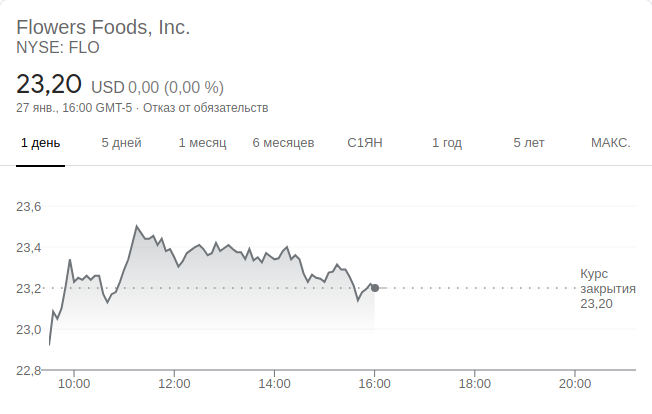 Flowers Foods, Inc.
NYSE: FLO
23,20 USD 0,00 (0,00 %)
27 янв., 16:00 GMT-5 · Отказ от обязательств
1 день 5 дней 1 месяц 6 месяцев С1ЯН 1 год 5 лет МАКС.
23,6
23,4
23,2
23,0
22,8
Курс
закрытия
23,20
10:00 12:00 14:00 16:00 18:00 20:00